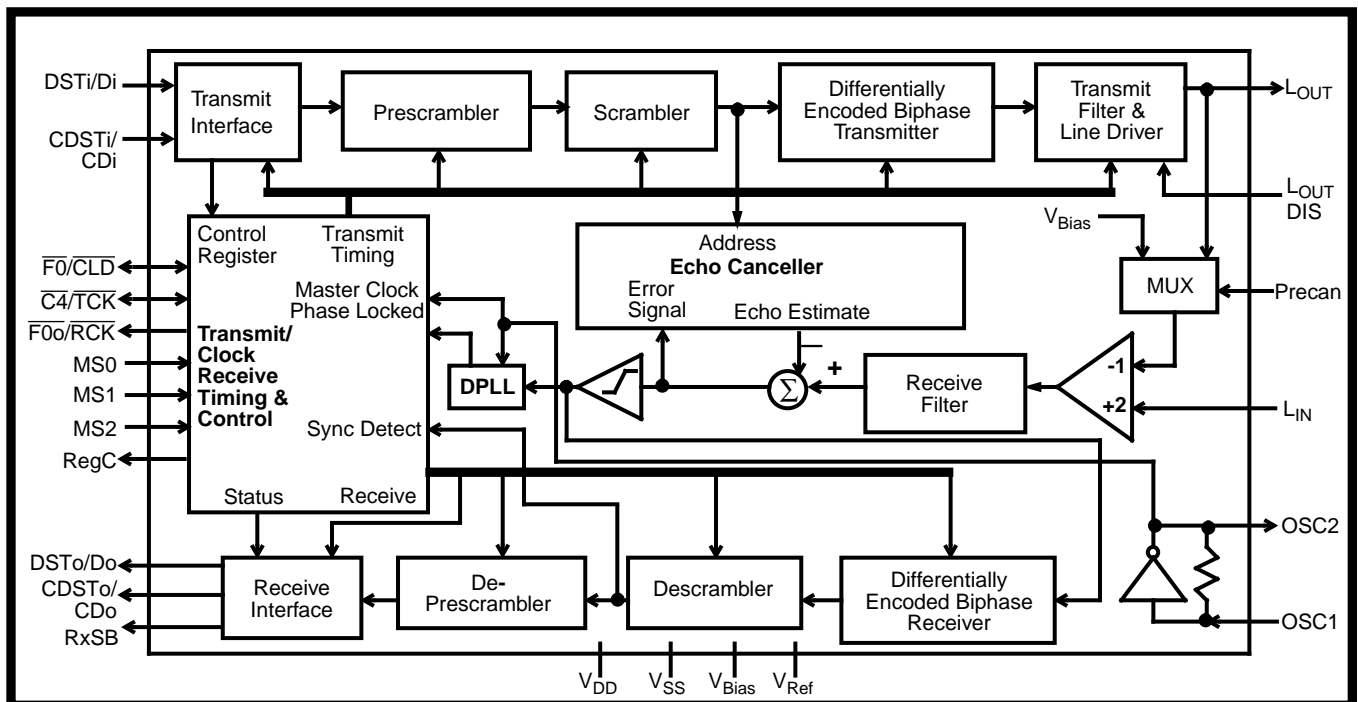 DSTi/Di
CDSTi/
CDi
Transmit
Interface
Prescrambler
Scrambler
Differentially
Encoded Biphase
Transmitter
Transmit
Filter &
Line Driver
LOUT
LOUT
DIS
VBias
MUX
Precan
Control
Register
Transmit
Timing
Master Clock
Phase Locked
Transmit/
Clock
Receive
Timing &
Control
Sync Detect
Status
Receive
F0/CLD
C4/TCK
F0o/RCK
MS0
MS1
MS2
RegC
Address
Echo Canceller
Error
Signal
Echo Estimate
DPLL
Σ
+
Receive
Filter
-1
+2
LIN
OSC2
OSC1
DSTo/Do
CDSTo/
CDo
RxSB
Receive
Interface
De-
Prescrambler
Descrambler
Differentially
Encoded Biphase
Receiver
VDD
VSS
VBias
VRef